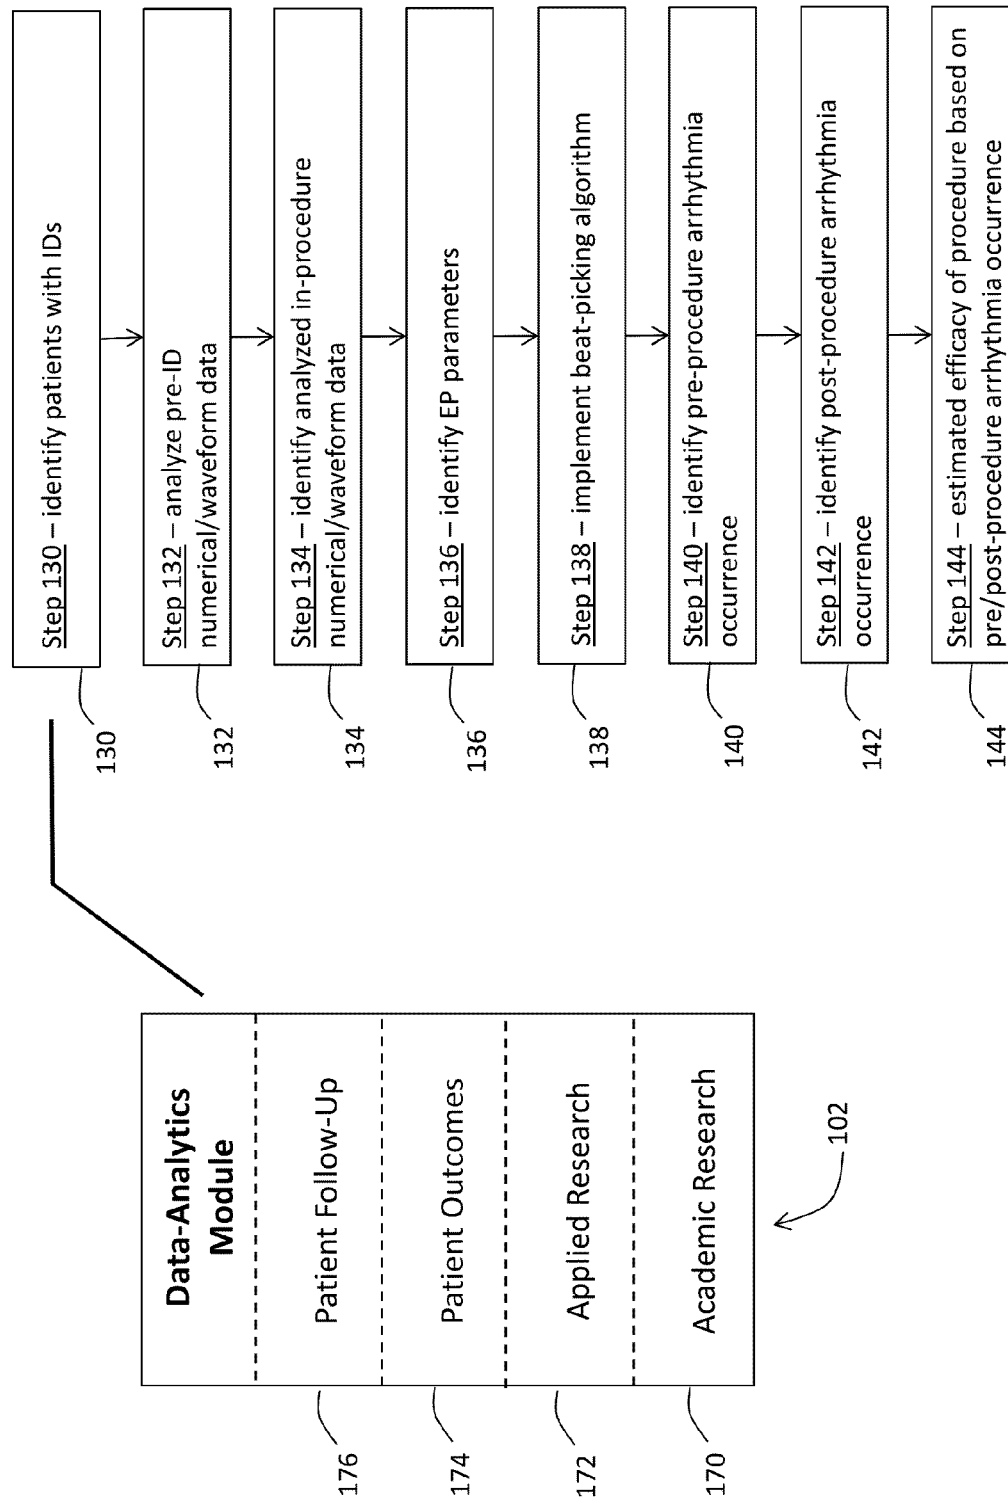 Data-Analytics
Module
Patient Follow-Up
Patient Outcomes
Applied Research
Academic Research
176
174
172
170
102
Step 130 – identify patients with IDs
130
Step 132 – analyze pre-ID
numerical/waveform data
132
Step 134 – identify analyzed in-procedure
numerical/waveform data
134
Step 136 – identify EP parameters
136
Step 138 – implement beat-picking algorithm
138
Step 140 – identify pre-procedure arrhythmia
occurrence
140
Step 142 – identify post-procedure arrhythmia
occurrence
142
Step 144 – estimated efficacy of procedure based on
pre/post-procedure arrhythmia occurrence
144